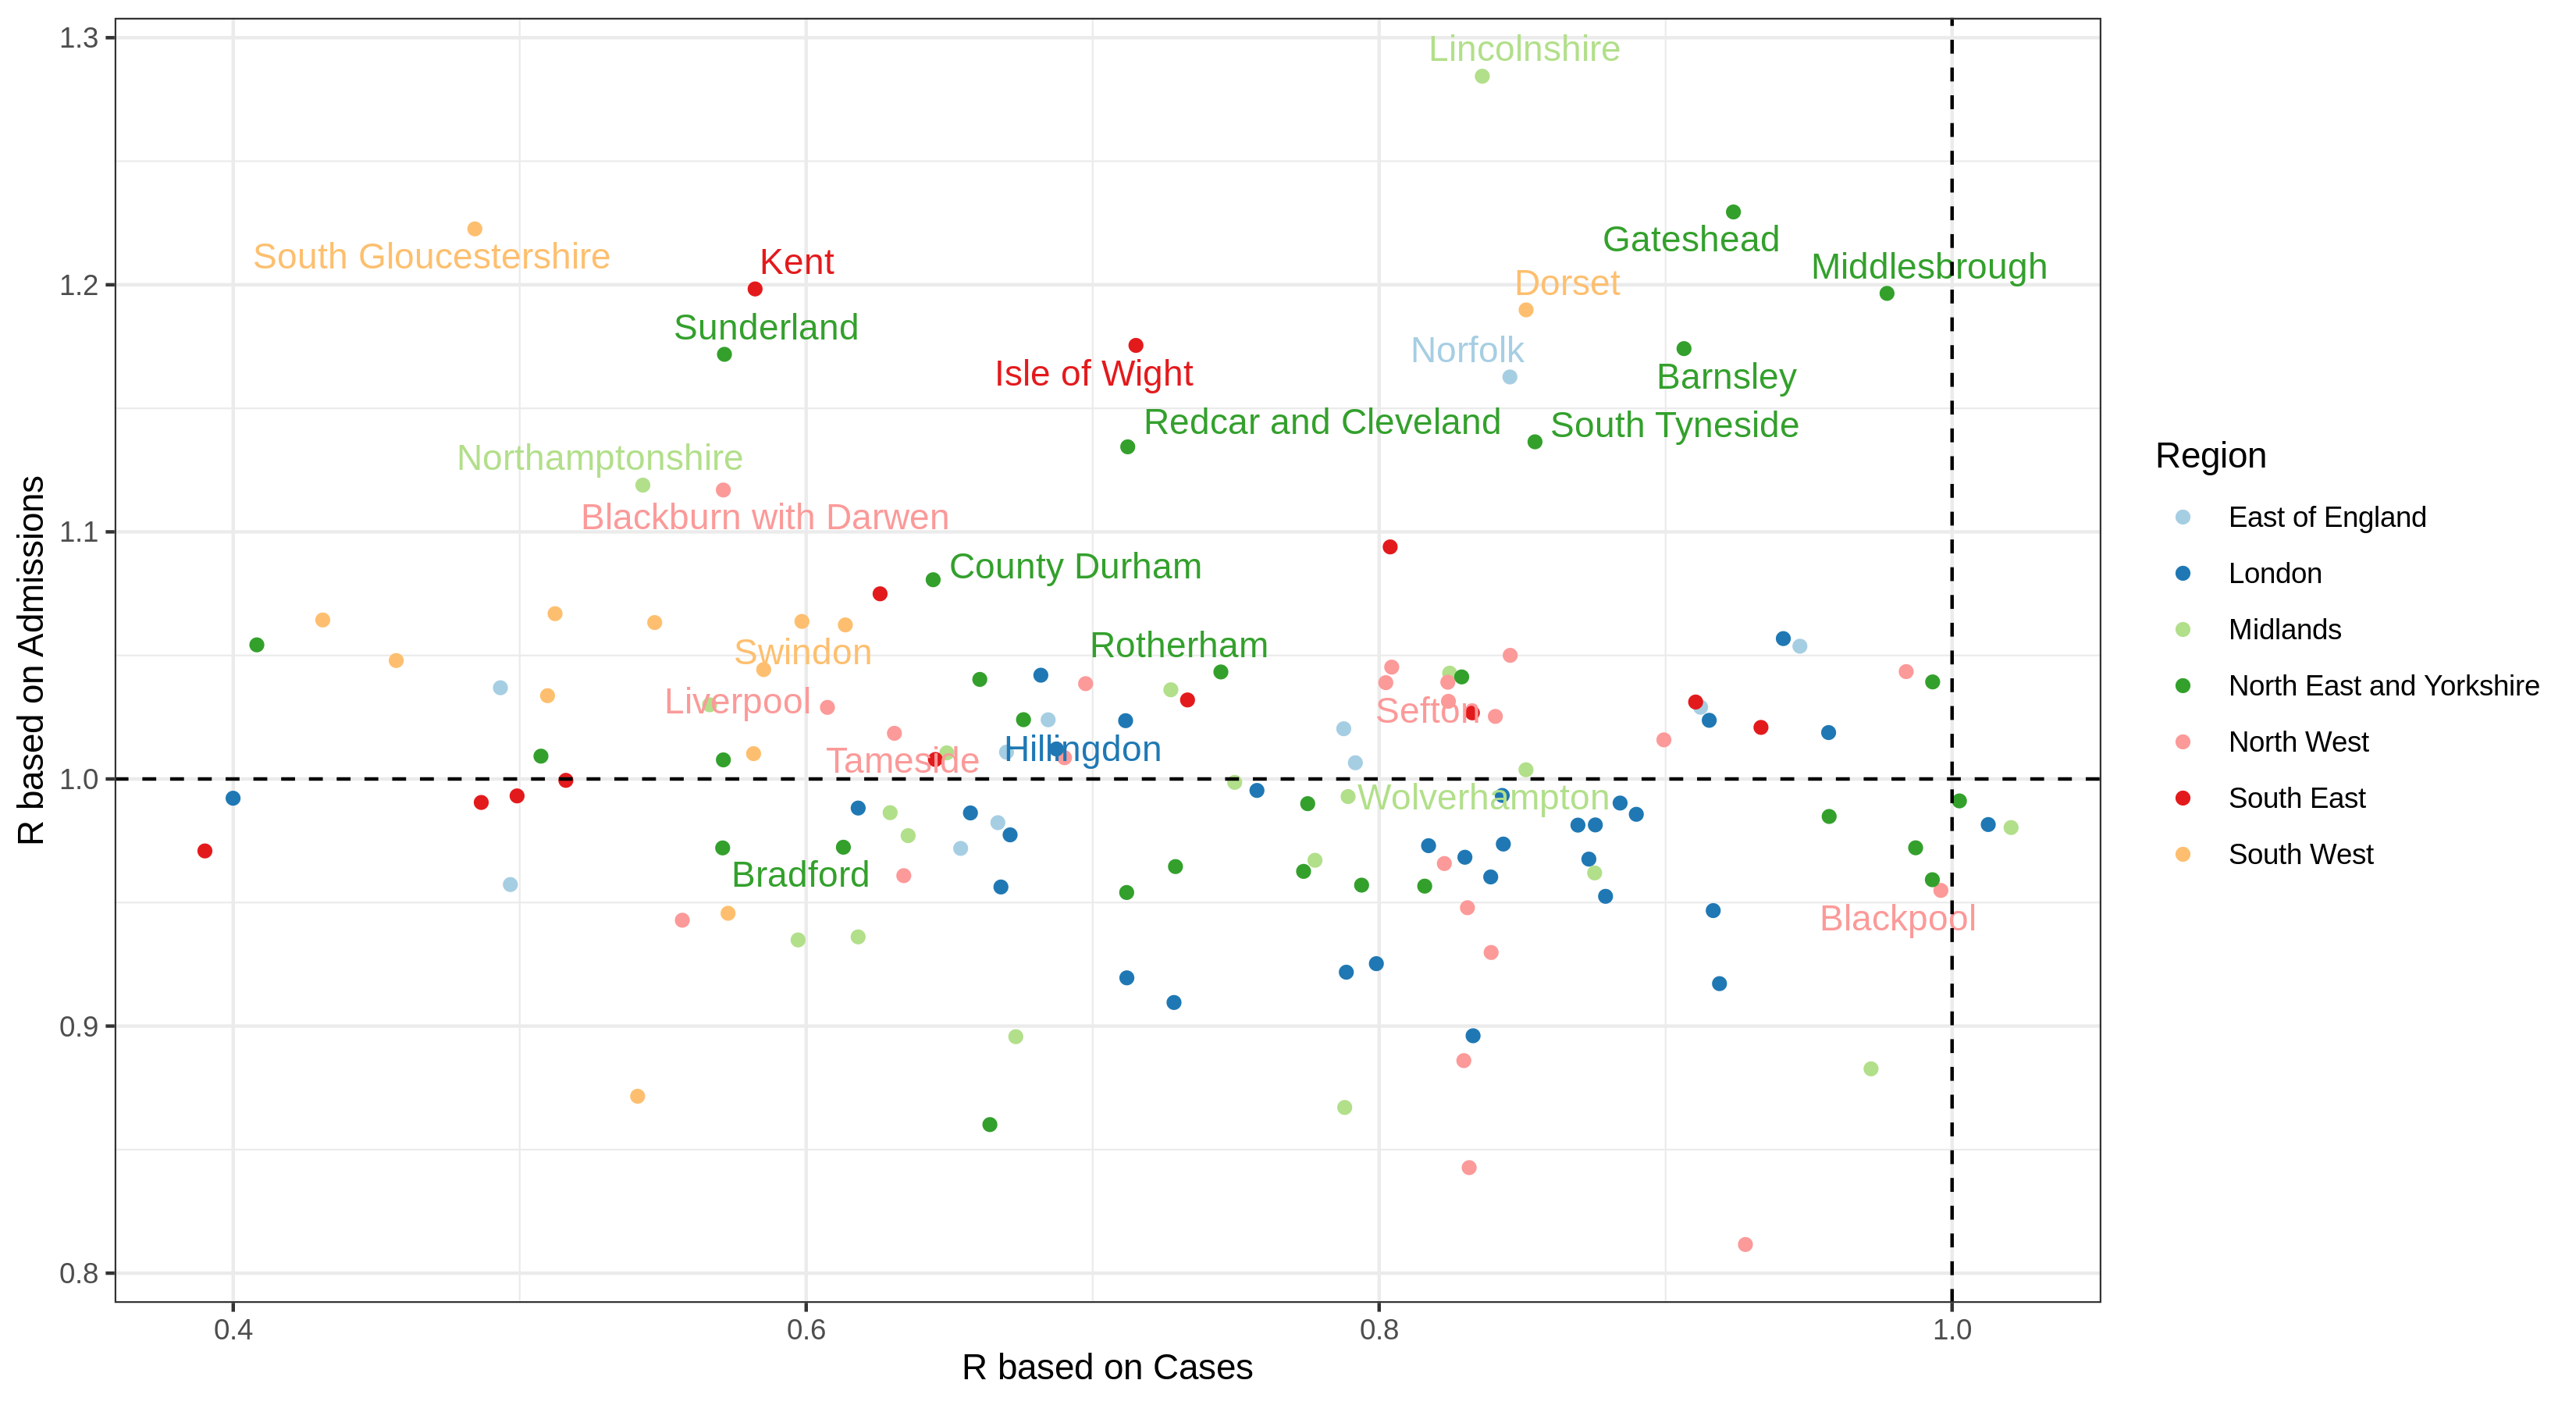 1.3
Lincolnshire
South Gloucestershire
Kent
Gateshead
Middlesbrough
1.2
Dorset
Sunderland
Norfolk
Isle of Wight
Barnsley
Redcar and Cleveland
South Tyneside
Northamptonshire
Blackburn with Darwen
1.1
County Durham
Swindon
Rotherham
Liverpool
Sefton
Tameside
Hillingdon
1.0
Wolverhampton
Bradford
Blackpool
0.9
0.8
R based on Admissions
0.4
0.6
0.8
1.0
R based on Cases
Region
East of England
London
Midlands
North East and Yorkshire
North West
South East
South West